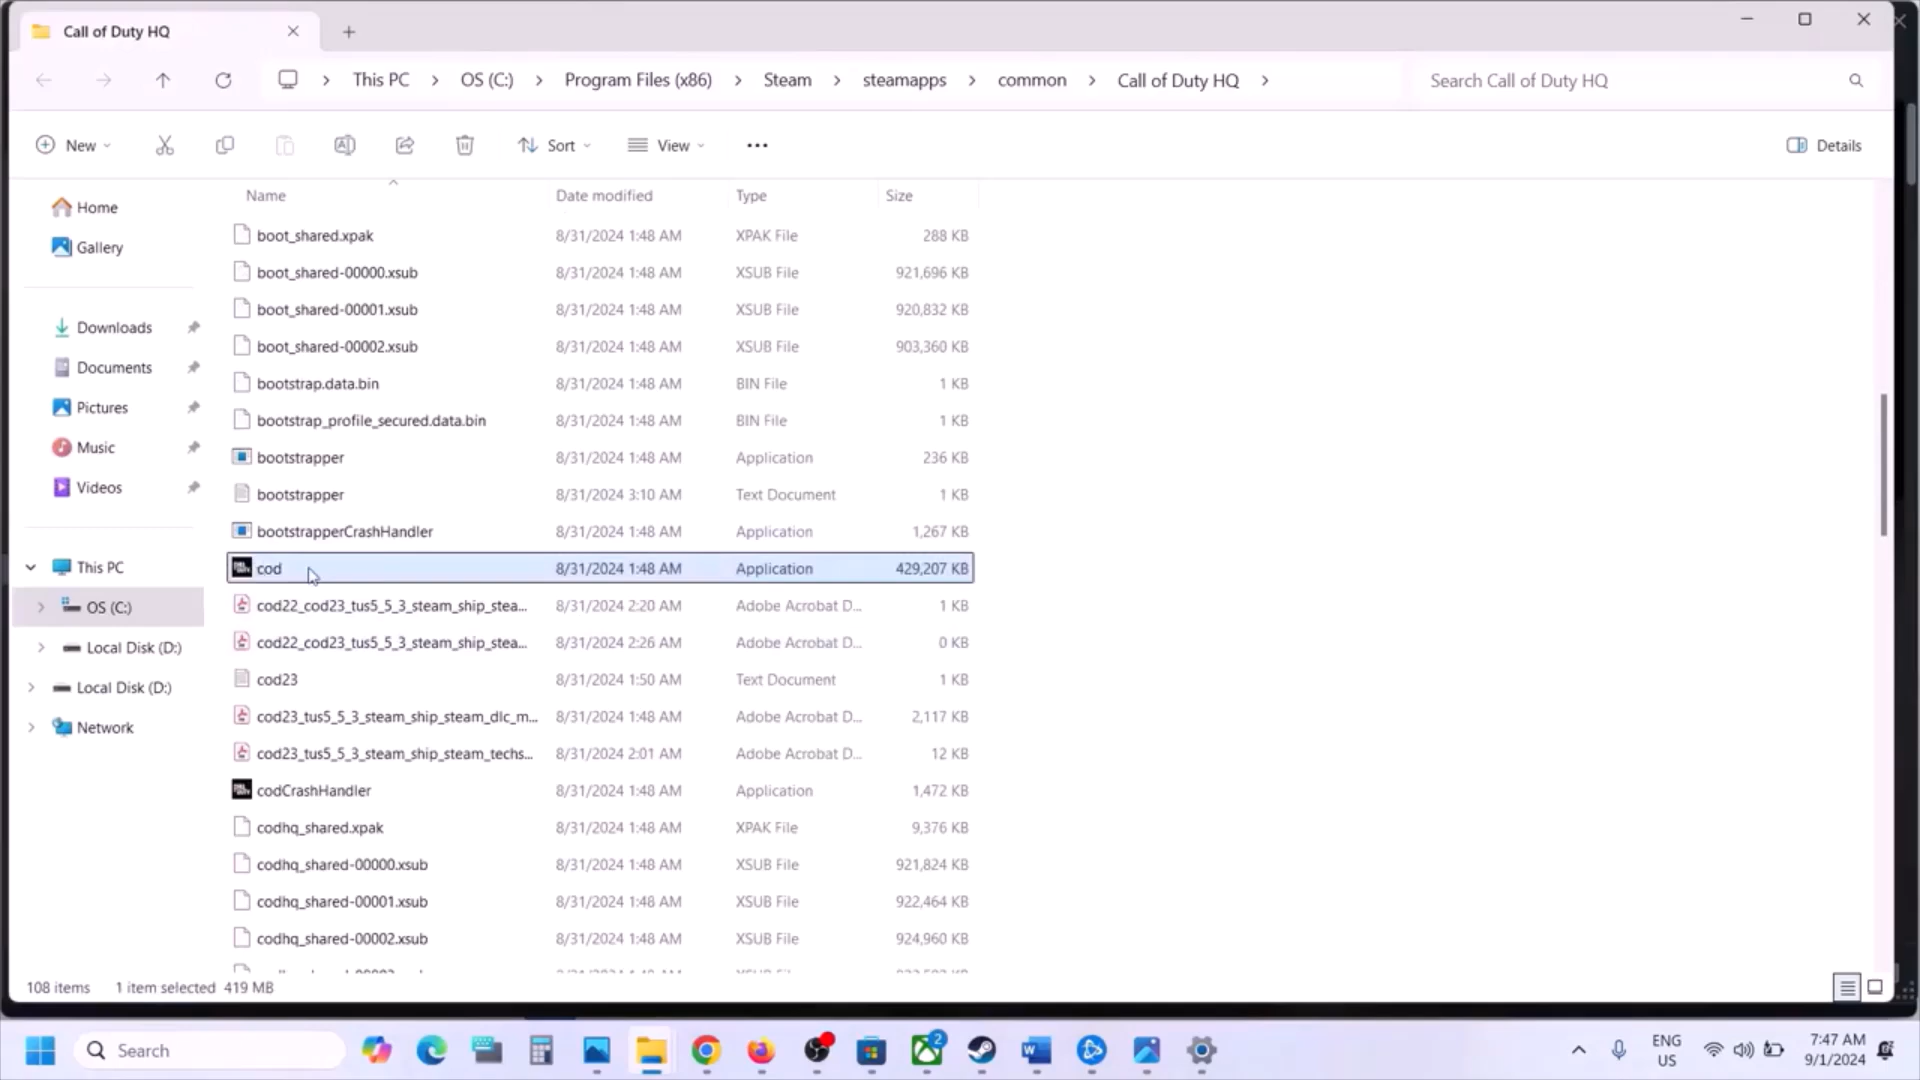 Call of Duty HQ
This PC > OS (C:) > Program Files (x86) > Steam > steamapps > common > Call of Duty HQ >
Search Call of Duty HQ
New
Sort
View
Details
Name Date modified Type Size
Home
Gallery
Downloads
Documents
Pictures
Music
Videos
This PC
OS (C:)
Local Disk (D:)
Local Disk (D:)
Network
boot_shared.xpak 8/31/2024 1:48 AM XPAK File 288 KB
boot_shared-00000.xsub 8/31/2024 1:48 AM XSUB File 921,696 KB
boot_shared-00001.xsub 8/31/2024 1:48 AM XSUB File 920,832 KB
boot_shared-00002.xsub 8/31/2024 1:48 AM XSUB File 903,360 KB
bootstrap.data.bin 8/31/2024 1:48 AM BIN File 1 KB
bootstrap_profile_secured.data.bin 8/31/2024 1:48 AM BIN File 1 KB
bootstrapper 8/31/2024 1:48 AM Application 236 KB
bootstrapper 8/31/2024 3:10 AM Text Document 1 KB
bootstrapperCrashHandler 8/31/2024 1:48 AM Application 1,267 KB
cod 8/31/2024 1:48 AM Application 429,207 KB
cod22_cod23_tus5_5_3_steam_ship_stea... 8/31/2024 2:20 AM Adobe Acrobat D... 1 KB
cod22_cod23_tus5_5_3_steam_ship_stea... 8/31/2024 2:26 AM Adobe Acrobat D... 0 KB
cod23 8/31/2024 1:50 AM Text Document 1 KB
cod23_tus5_5_3_steam_ship_steam_dlc_m... 8/31/2024 1:48 AM Adobe Acrobat D... 2,117 KB
cod23_tus5_5_3_steam_ship_steam_techs... 8/31/2024 2:01 AM Adobe Acrobat D... 12 KB
codCrashHandler 8/31/2024 1:48 AM Application 1,472 KB
codhq_shared.xpak 8/31/2024 1:48 AM XPAK File 9,376 KB
codhq_shared-00000.xsub 8/31/2024 1:48 AM XSUB File 921,824 KB
codhq_shared-00001.xsub 8/31/2024 1:48 AM XSUB File 922,464 KB
codhq_shared-00002.xsub 8/31/2024 1:48 AM XSUB File 924,960 KB
108 items 1 item selected 419 MB
Search
2
ENG
US
7:47 AM
9/1/2024